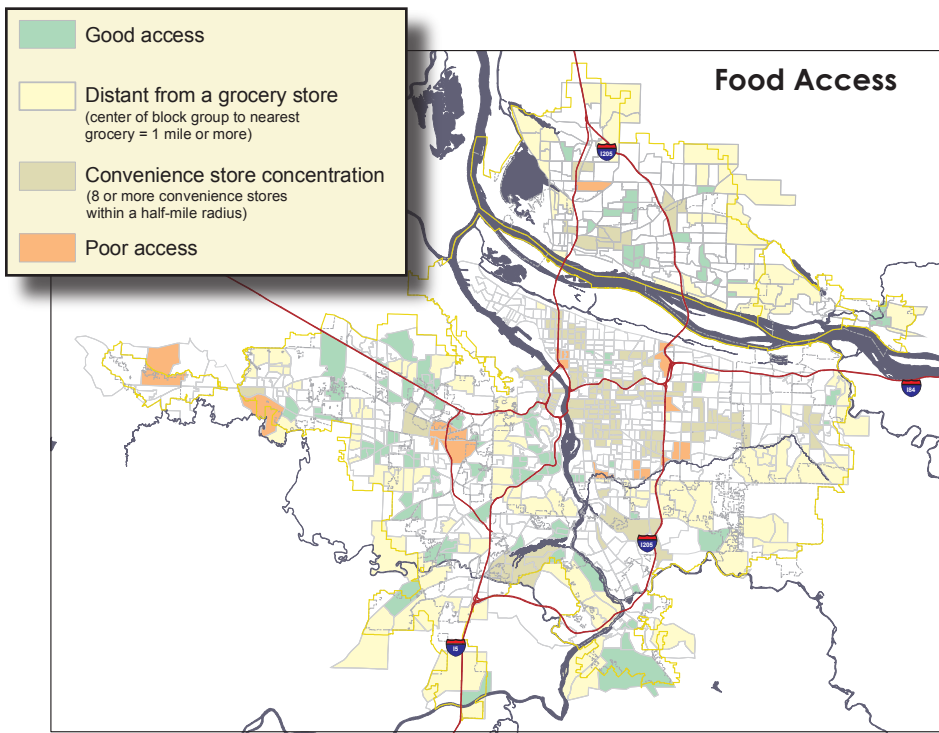 Good access
Distant from a grocery store
(center of block group to nearest
grocery = 1 mile or more)
Convenience store concentration
(8 or more convenience stores
within a half-mile radius)
Poor access
Food Access
I205
I84
I205
I5